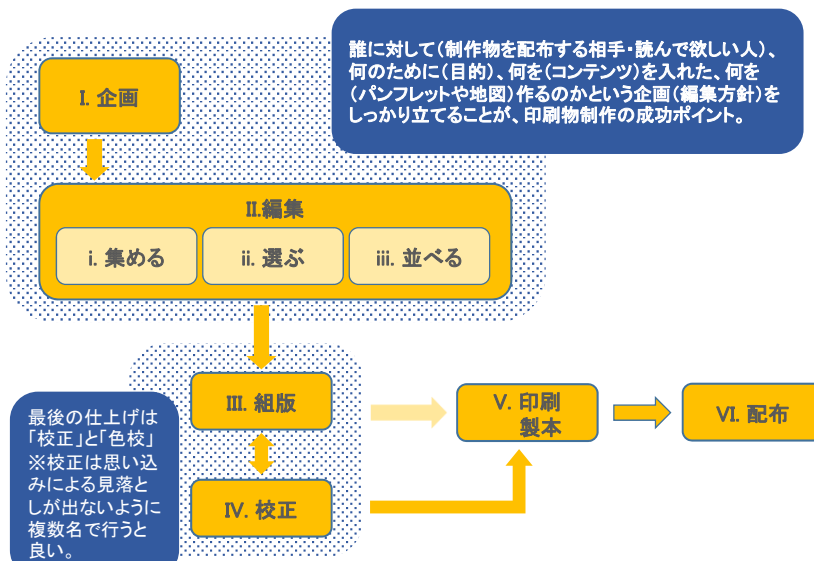 誰に対して(制作物を配布する相手・読んで欲しい人)、
何のために(目的)、何を(コンテンツ)を入れた、何を
(パンフレットや地図)作るのかという企画(編集方針)を
しっかり立てることが、印刷物制作の成功ポイント。
I. 企画
II.編集
i. 集める
ii. 選ぶ
iii. 並べる
III. 組版
V. 印刷
製本
VI. 配布
最後の仕上げは
「校正」と「色校」
※校正は思い込
みによる見落と
しが出ないように
複数名で行うと
良い。
IV. 校正